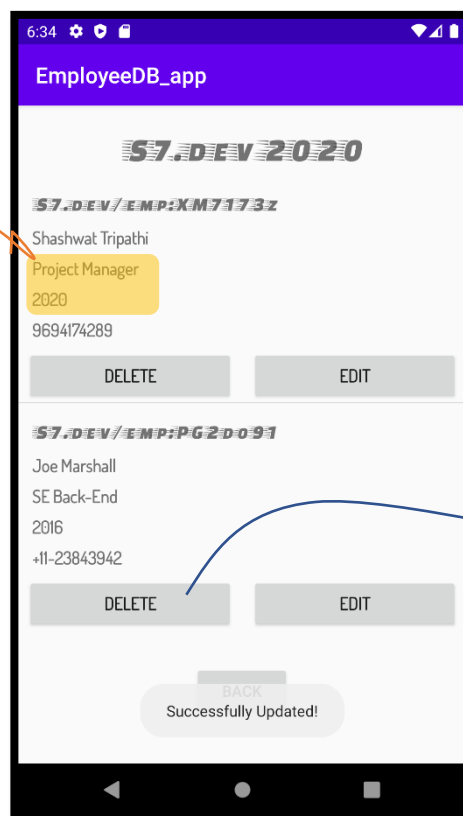 6:34
EmployeeDB_app
S7.DEV 2020
S7.DEV/EMP:XM7173Z
Shashwat Tripathi
Project Manager
2020
9694174289
DELETE EDIT
S7.DEV/EMP:PG2DO91
Joe Marshall
SE Back-End
2016
+11-23843942
DELETE EDIT
BACK
Successfully Updated!